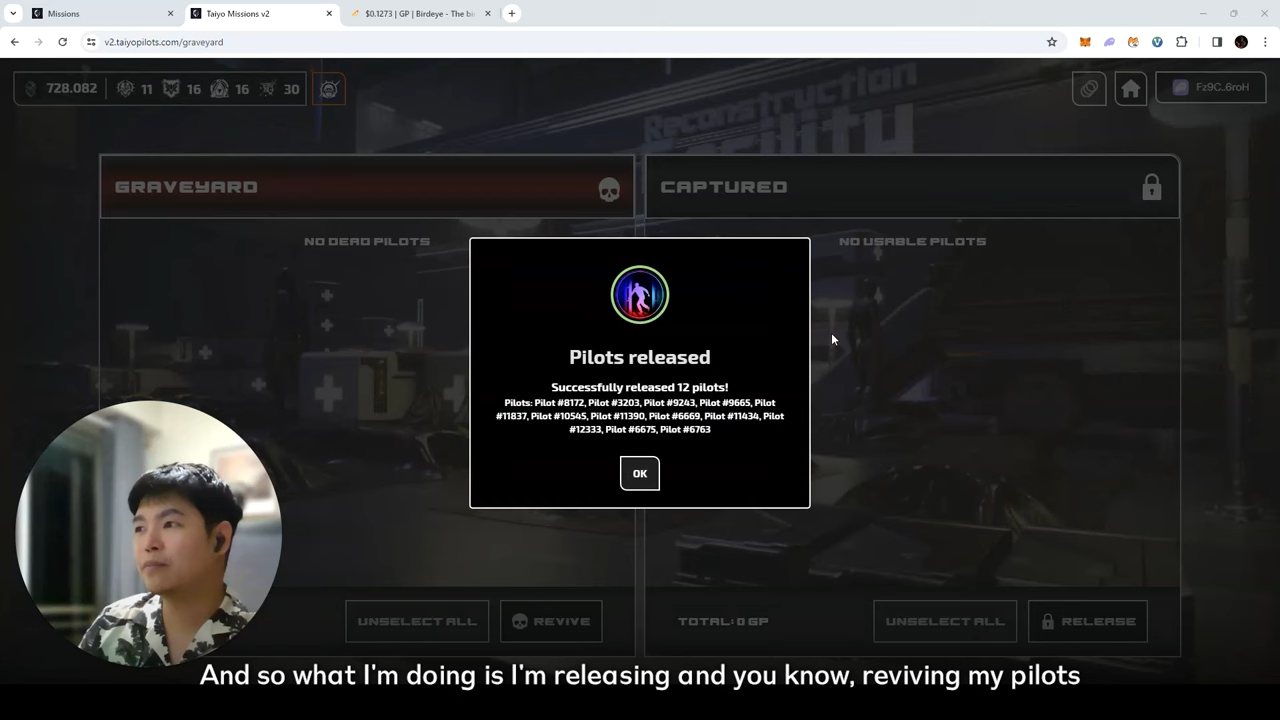 Missions
Taiyo Missions v2
$0.1273 | GP | Birdeye - The bi
v2.taiyopilots.com/graveyard
728.082
11
16
16
30
Fz9C..6roH
Reconstruction
Facility
GRAVEYARD
CAPTURED
NO DEAD PILOTS
NO USABLE PILOTS
Pilots released
Successfully released 12 pilots!
Pilots: Pilot #8172, Pilot #3203, Pilot #9243, Pilot #9665, Pilot
#11837, Pilot #10545, Pilot #11390, Pilot #6669, Pilot #11434, Pilot
#12333, Pilot #6675, Pilot #6763
OK
UNSELECT ALL
REVIVE
TOTAL: 0 GP
UNSELECT ALL
RELEASE
And so what I'm doing is I'm releasing and you know, reviving my pilots